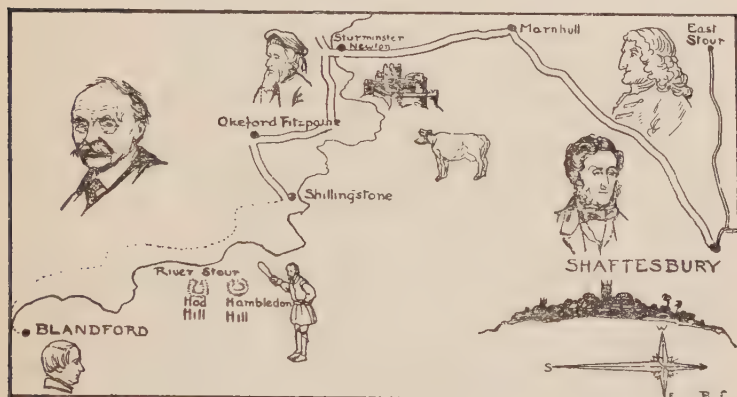 Sturminster
Newton
Marnhull
East
Stour
Okeford Fitzpaine
Shillingstone
SHAFTESBURY
River Stour
Hod
Hill
Hambledon
Hill
BLANDFORD
W
S
E